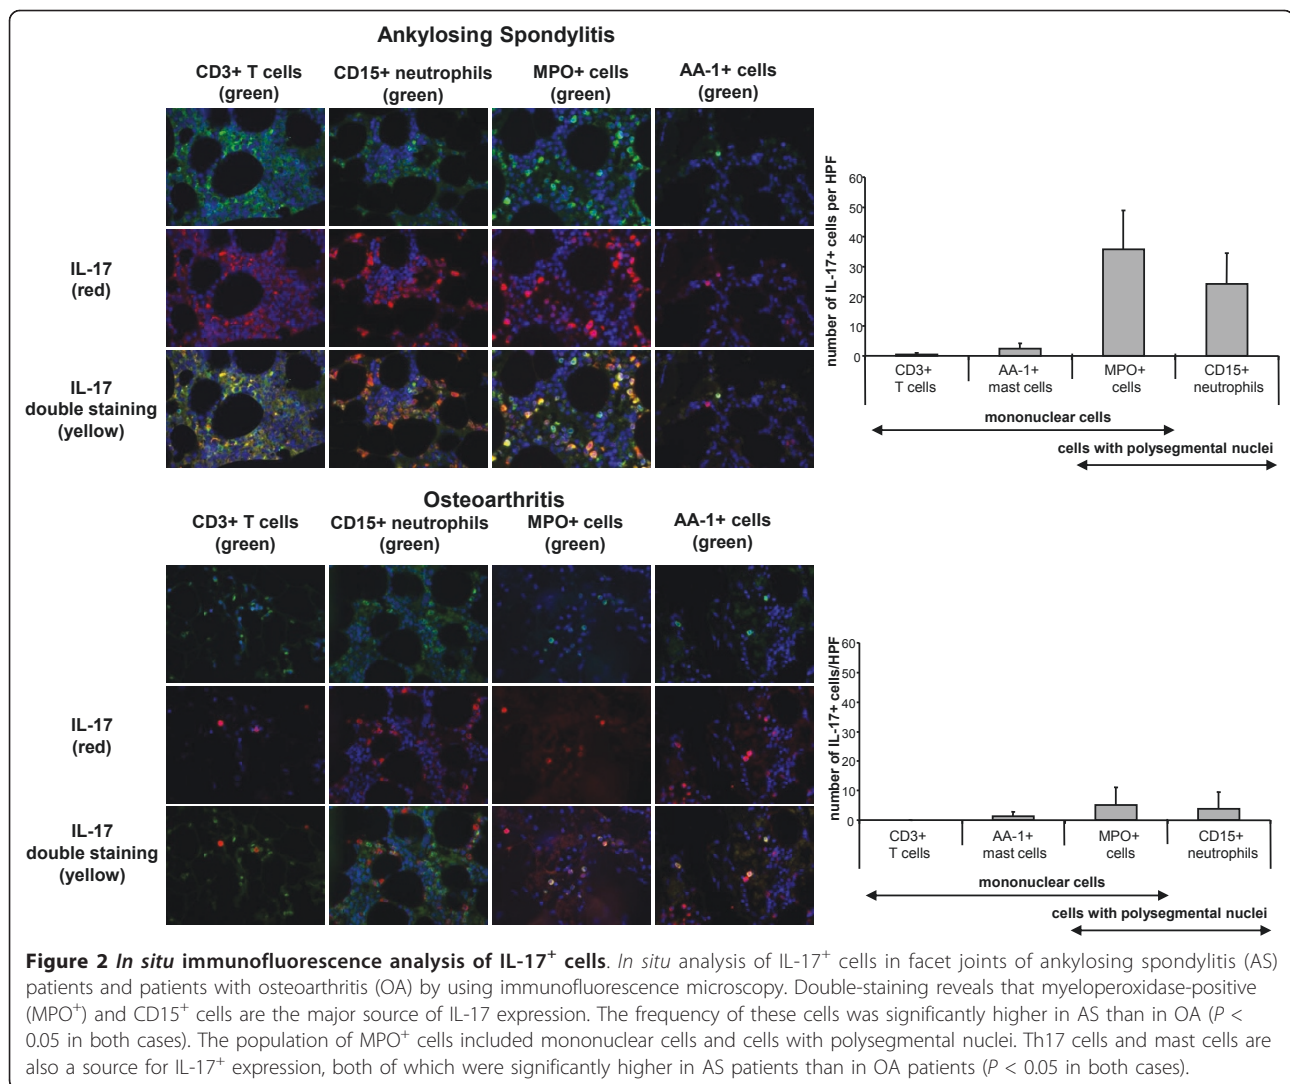 Ankylosing Spondylitis
CD3+ T cells
(green)
CD15+ neutrophils
(green)
MPO+ cells
(green)
AA-1+ cells
(green)
IL-17
(red)
IL-17
double staining
(yellow)
number of IL-17+ cells per HPF
60
50
40
30
20
10
0
CD3+
T cells
AA-1+
mast cells
MPO+
cells
CD15+
neutrophils
mononuclear cells
cells with polysegmental nuclei
Osteoarthritis
CD3+ T cells
(green)
CD15+ neutrophils
(green)
MPO+ cells
(green)
AA-1+ cells
(green)
IL-17
(red)
IL-17
double staining
(yellow)
number of IL-17+ cells/HPF
60
50
40
30
20
10
0
CD3+
T cells
AA-1+
mast cells
MPO+
cells
CD15+
neutrophils
mononuclear cells
cells with polysegmental nuclei
Figure 2 In situ immunofluorescence analysis of IL-17⁺ cells. In situ analysis of IL-17⁺ cells in facet joints of ankylosing spondylitis (AS)
patients and patients with osteoarthritis (OA) by using immunofluorescence microscopy. Double-staining reveals that myeloperoxidase-positive
(MPO⁺) and CD15⁺ cells are the major source of IL-17 expression. The frequency of these cells was significantly higher in AS than in OA (P <
0.05 in both cases). The population of MPO⁺ cells included mononuclear cells and cells with polysegmental nuclei. Th17 cells and mast cells are
also a source for IL-17⁺ expression, both of which were significantly higher in AS patients than in OA patients (P < 0.05 in both cases).